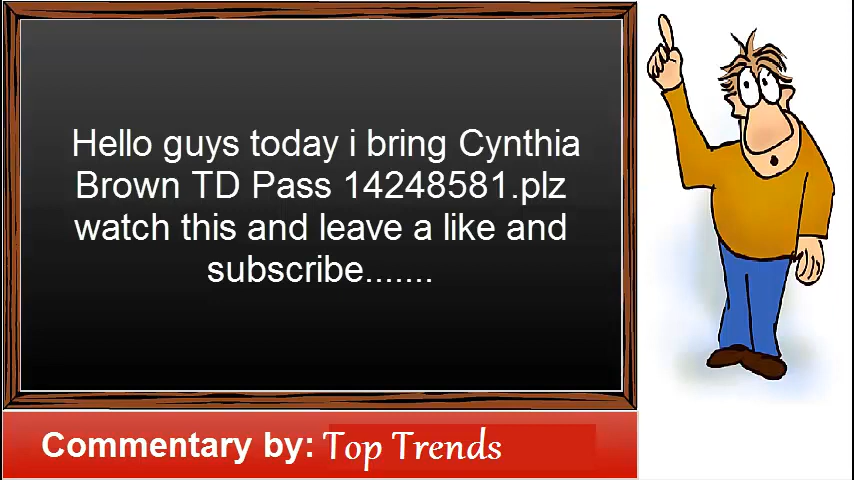 Hello guys today i bring Cynthia
Brown TD Pass 14248581.plz
watch this and leave a like and
subscribe.......
Commentary by: Top Trends